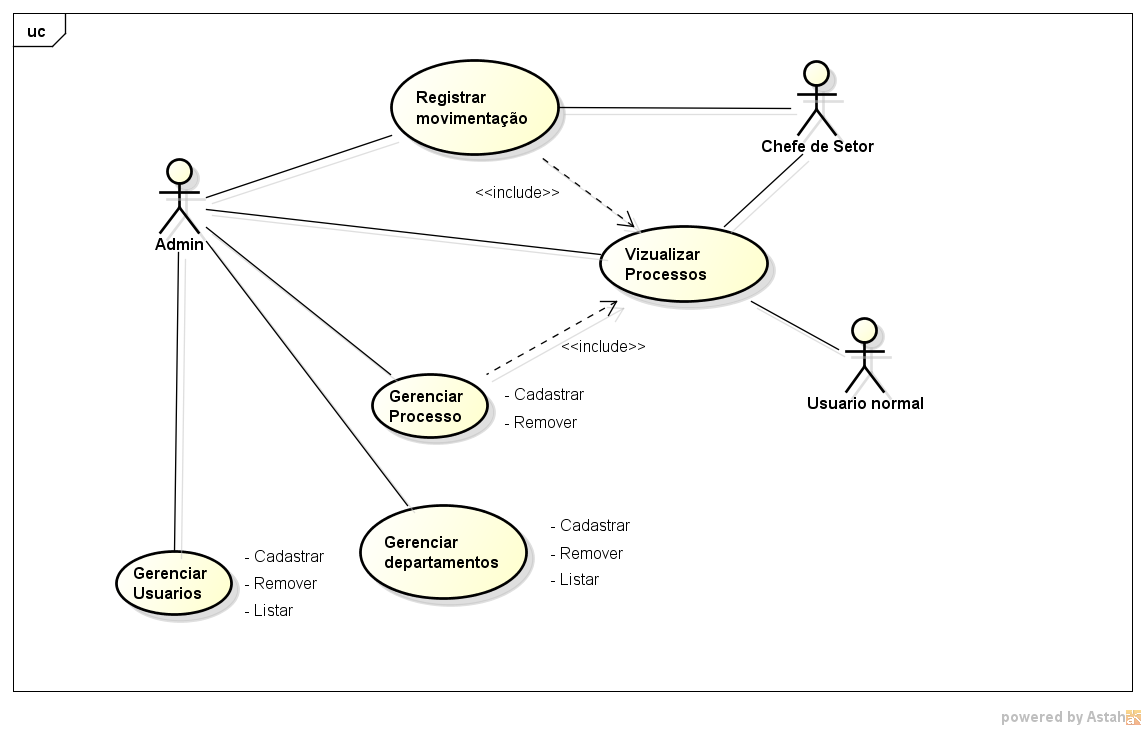 uc
Registrar
movimentação
Chefe de Setor
<<include>>
Admin
Vizualizar
Processos
<<include>>
Usuario normal
Gerenciar
Processo
- Cadastrar
- Remover
Gerenciar
departamentos
- Cadastrar
- Remover
- Listar
Gerenciar
Usuarios
- Cadastrar
- Remover
- Listar
powered by Astah